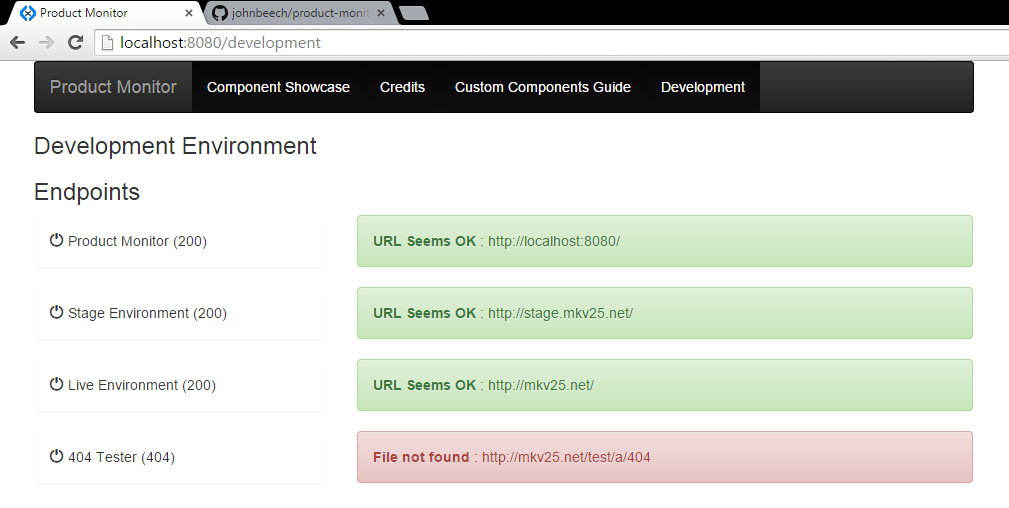 Product Monitor
johnbeech/product-monit
localhost:8080/development
Product Monitor Component Showcase Credits Custom Components Guide Development
Development Environment
Endpoints
Product Monitor (200) URL Seems OK : http://localhost:8080/
Stage Environment (200) URL Seems OK : http://stage.mkv25.net/
Live Environment (200) URL Seems OK : http://mkv25.net/
404 Tester (404) File not found : http://mkv25.net/test/a/404